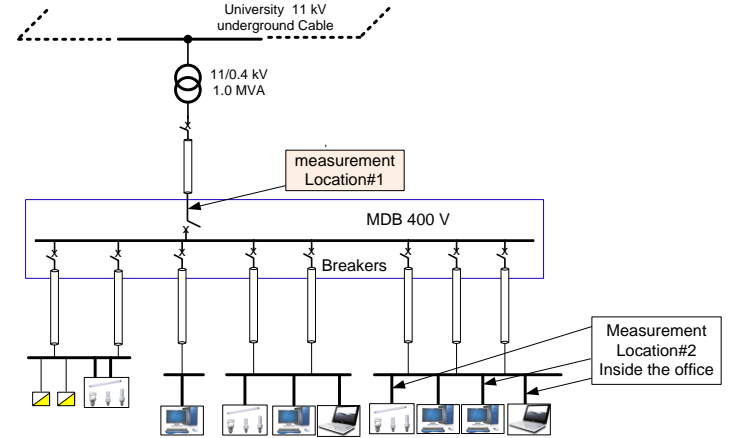 University 11 kV
underground Cable
11/0.4 kV
1.0 MVA
measurement
Location#1
MDB 400 V
Breakers
Measurement
Location#2
Inside the office